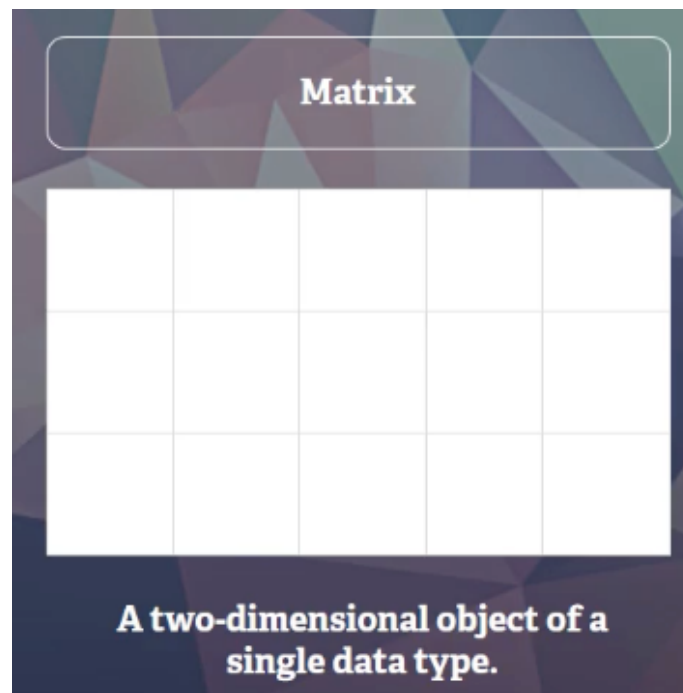 Matrix
A two-dimensional object of a
single data type.